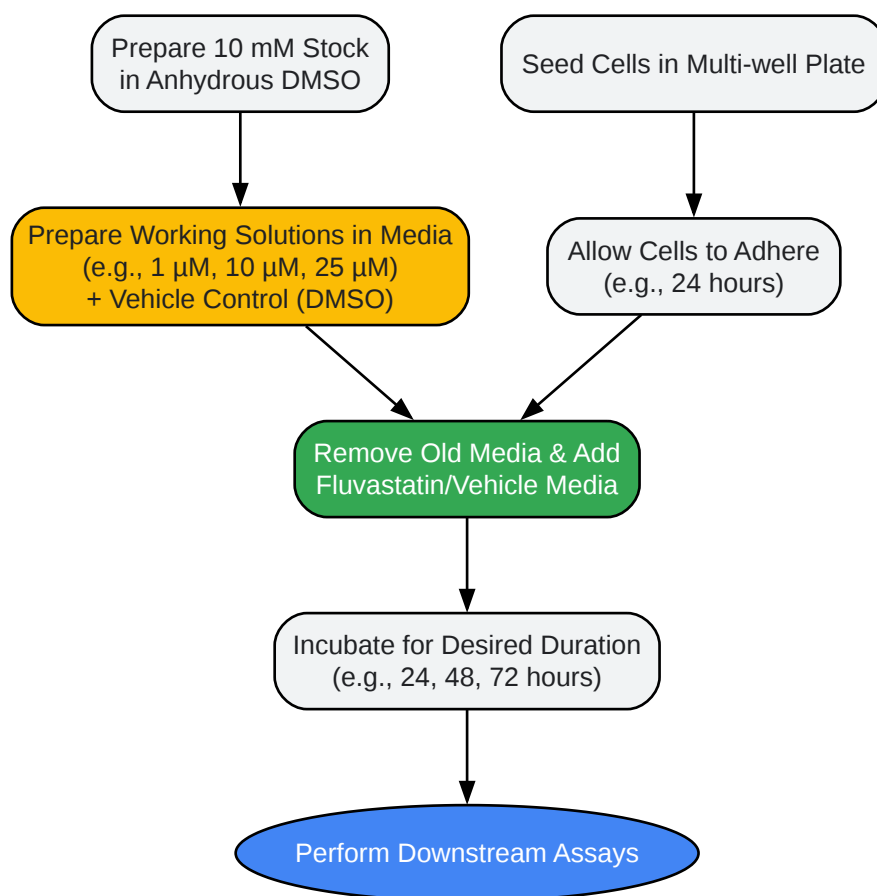 Prepare 10 mM Stock
in Anhydrous DMSO
Seed Cells in Multi-well Plate
Prepare Working Solutions in Media
(e.g., 1 µM, 10 µM, 25 µM)
+ Vehicle Control (DMSO)
Allow Cells to Adhere
(e.g., 24 hours)
Remove Old Media & Add
Fluvastatin/Vehicle Media
Incubate for Desired Duration
(e.g., 24, 48, 72 hours)
Perform Downstream Assays